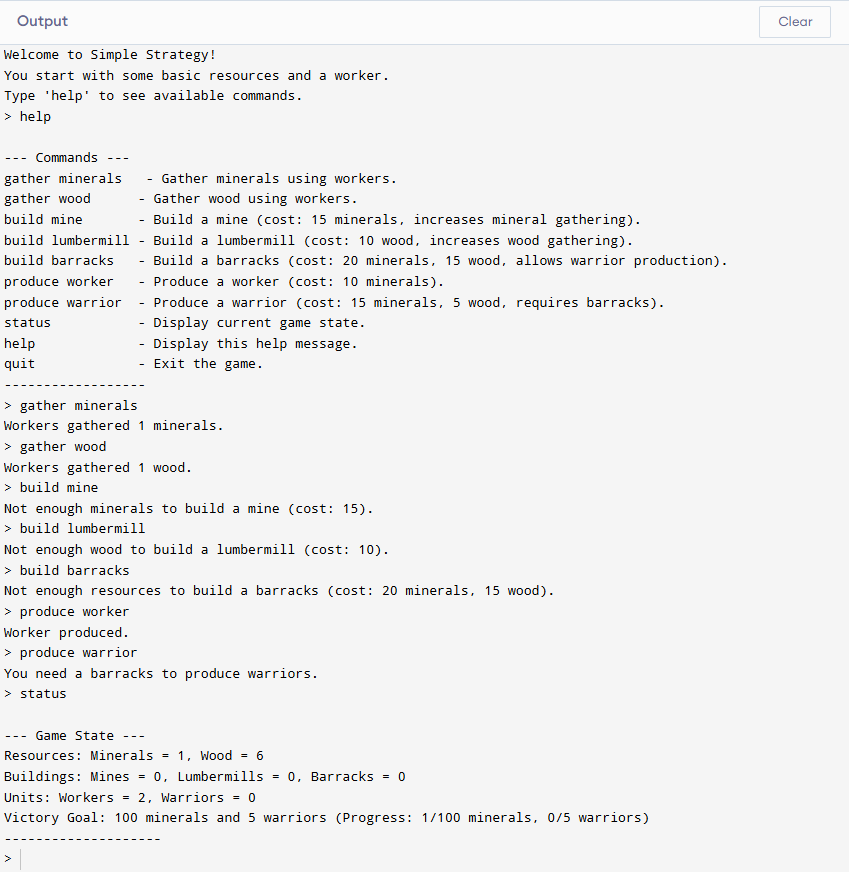 Output
Clear
Welcome to Simple Strategy!
You start with some basic resources and a worker.
Type 'help' to see available commands.
> help
--- Commands ---
gather minerals   - Gather minerals using workers.
gather wood      - Gather wood using workers.
build mine       - Build a mine (cost: 15 minerals, increases mineral gathering).
build lumbermill - Build a lumbermill (cost: 10 wood, increases wood gathering).
build barracks   - Build a barracks (cost: 20 minerals, 15 wood, allows warrior production).
produce worker   - Produce a worker (cost: 10 minerals).
produce warrior  - Produce a warrior (cost: 15 minerals, 5 wood, requires barracks).
status           - Display current game state.
help             - Display this help message.
quit             - Exit the game.
------------------
> gather minerals
Workers gathered 1 minerals.
> gather wood
Workers gathered 1 wood.
> build mine
Not enough minerals to build a mine (cost: 15).
> build lumbermill
Not enough wood to build a lumbermill (cost: 10).
> build barracks
Not enough resources to build a barracks (cost: 20 minerals, 15 wood).
> produce worker
Worker produced.
> produce warrior
You need a barracks to produce warriors.
> status
--- Game State ---
Resources: Minerals = 1, Wood = 6
Buildings: Mines = 0, Lumbermills = 0, Barracks = 0
Units: Workers = 2, Warriors = 0
Victory Goal: 100 minerals and 5 warriors (Progress: 1/100 minerals, 0/5 warriors)
--------------------
>